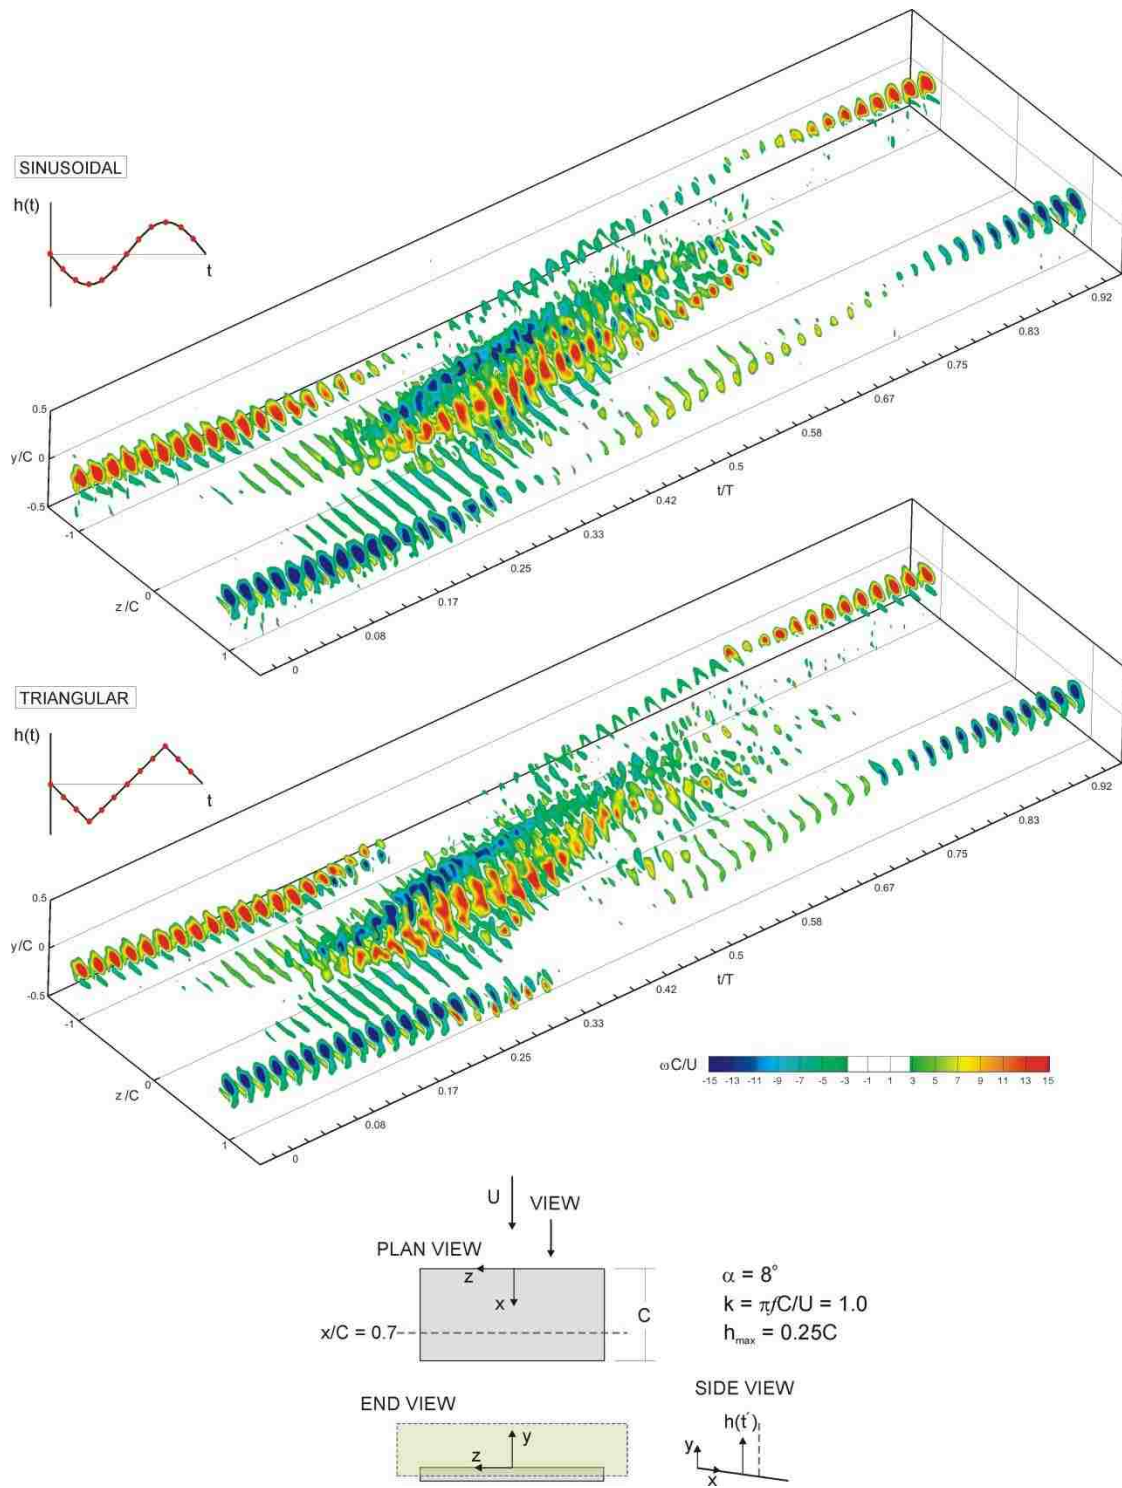 SINUSOIDAL
h(t)
t
0.5
y/C 0
-0.5
-1
0
z/C
1
0
0.08
0.17
0.25
0.33
0.42
0.5
t/T
0.58
0.67
0.75
0.83
0.92
TRIANGULAR
h(t)
t
0.5
y/C 0
-0.5
-1
0
z/C
1
0
0.08
0.17
0.25
0.33
0.42
0.5
t/T
0.58
0.67
0.75
0.83
0.92
ωC/U
-15 -13 -11 -9 -7 -5 -3 -1 1 3 5 7 9 11 13 15
U
VIEW
PLAN VIEW
z
x
C
x/C = 0.7
α = 8°
k = πfC/U = 1.0
hmax = 0.25C
END VIEW
y
z
SIDE VIEW
h(t′)
y
x